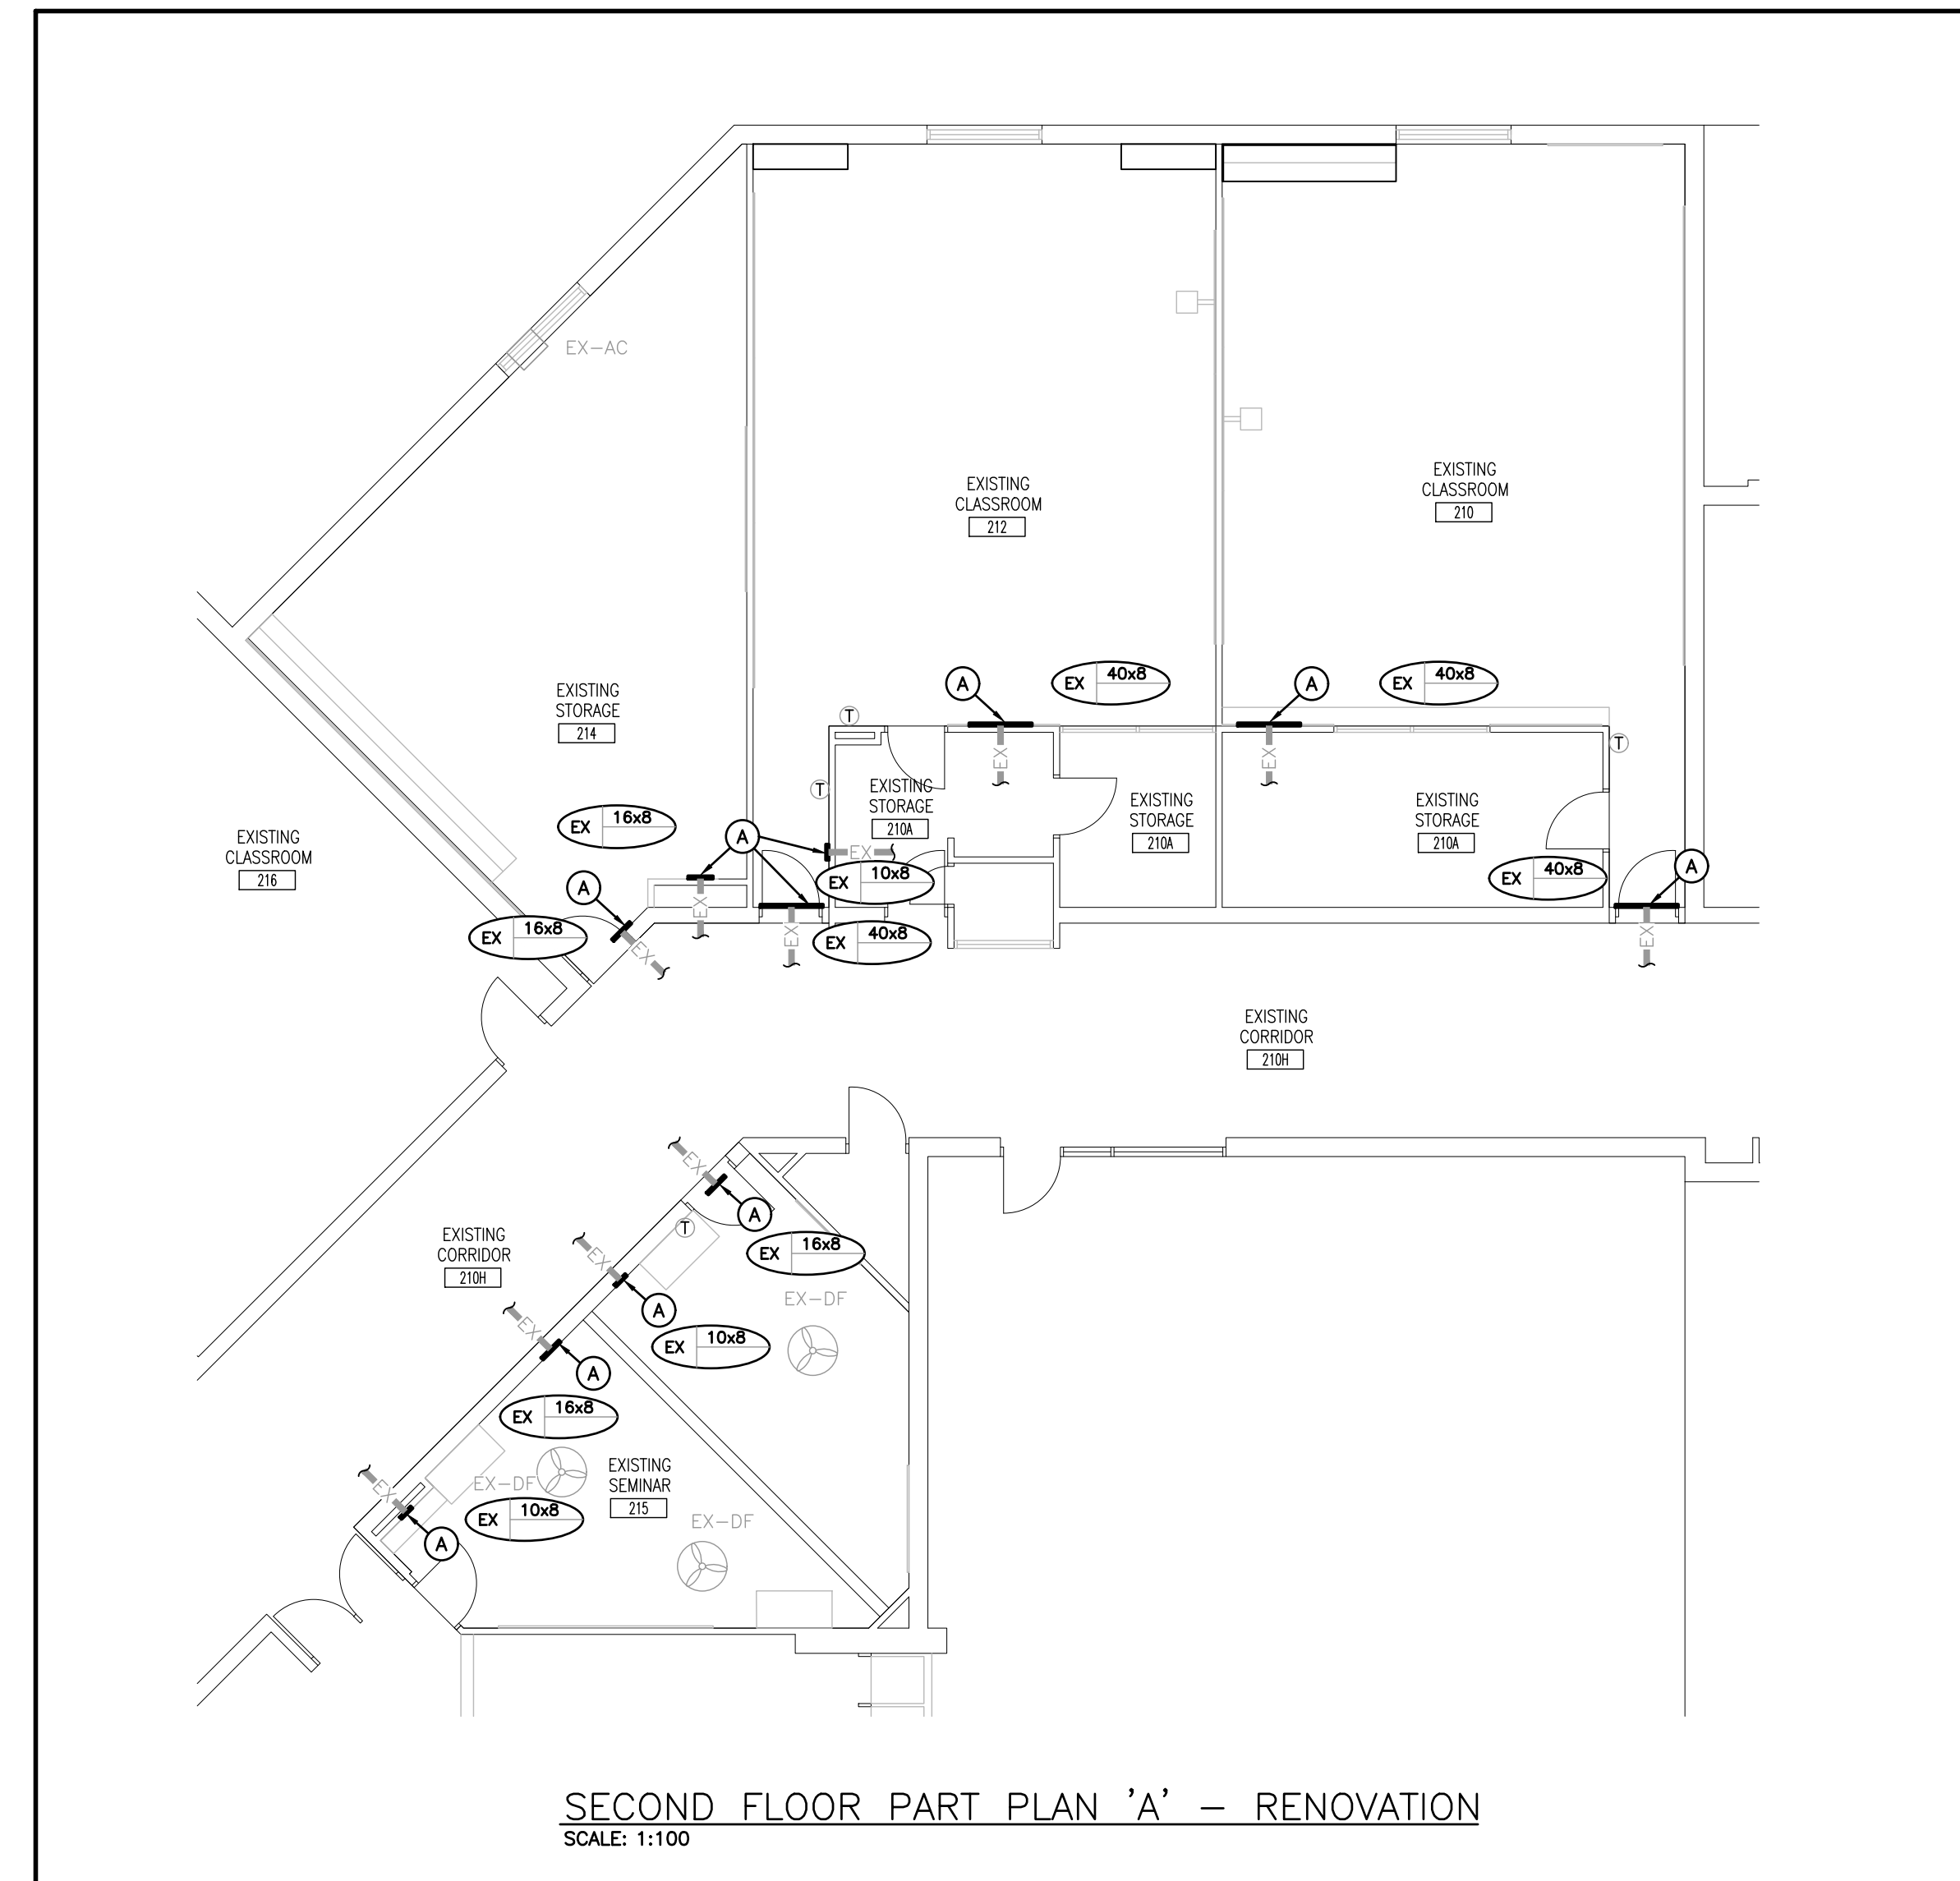 EX-AC
EXISTING
CLASSROOM
212
EXISTING
CLASSROOM
210
A
EX
40x8
A
EX
40x8
EXISTING
STORAGE
214
T
EX
EX
T
T
EXISTING
STORAGE
210A
EXISTING
STORAGE
210A
EXISTING
STORAGE
210A
EX
16x8
A
EX
EXISTING
CLASSROOM
216
EX
10x8
EX
40x8
A
A
EX
EX
16x8
EX
EX
EX
40x8
EX
EXISTING
CORRIDOR
210H
EX
A
T
EX
16x8
EXISTING
CORRIDOR
210H
EX
A
EX-DF
EX
10x8
EX
A
EX
16x8
EX-DF
EXISTING
SEMINAR
215
EX
EX
10x8
EX-DF
A
SECOND FLOOR PART PLAN 'A' – RENOVATION
SCALE: 1:100